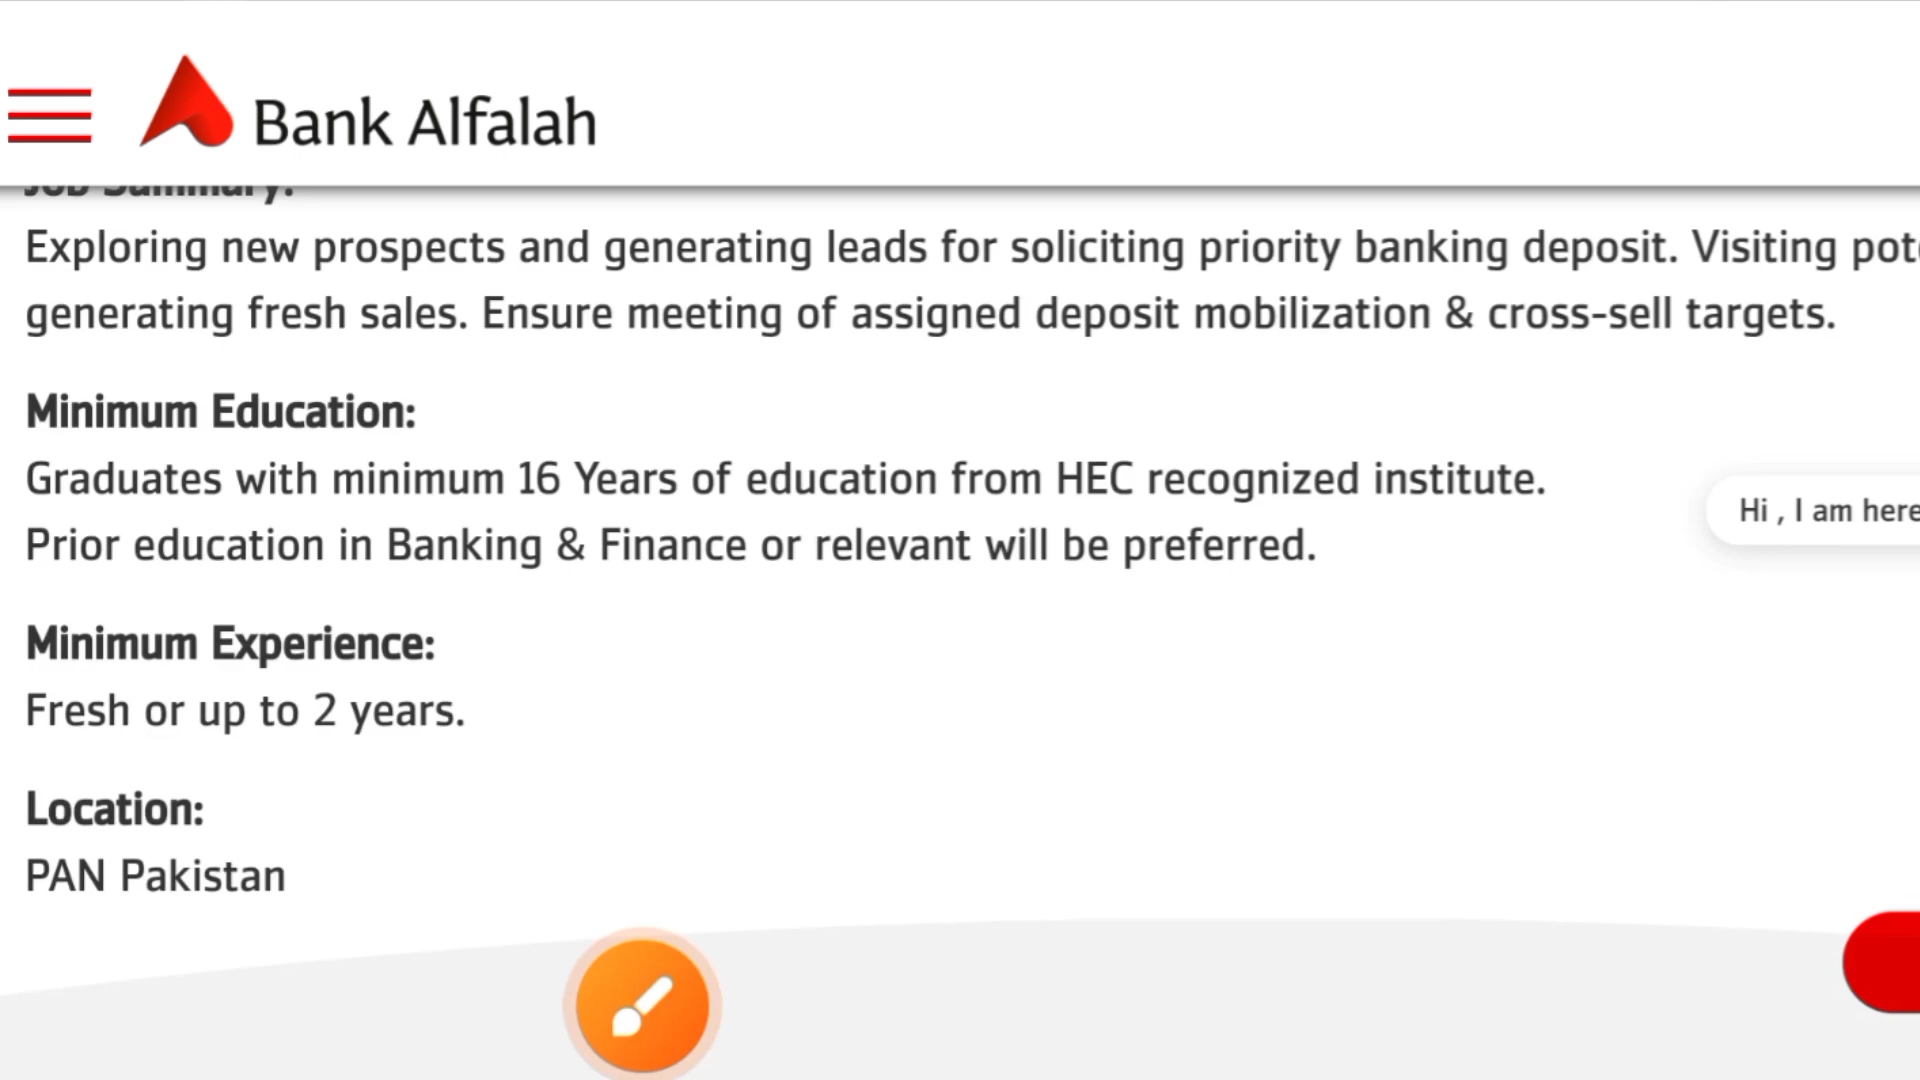 Bank Alfalah
Job Summary:
Exploring new prospects and generating leads for soliciting priority banking deposit. Visiting
generating fresh sales. Ensure meeting of assigned deposit mobilization & cross-sell targets.
Minimum Education:
Graduates with minimum 16 Years of education from HEC recognized institute.
Hi , I am here
Prior education in Banking & Finance or relevant will be preferred.
Minimum Experience:
Fresh or up to 2 years.
Location:
PAN Pakistan